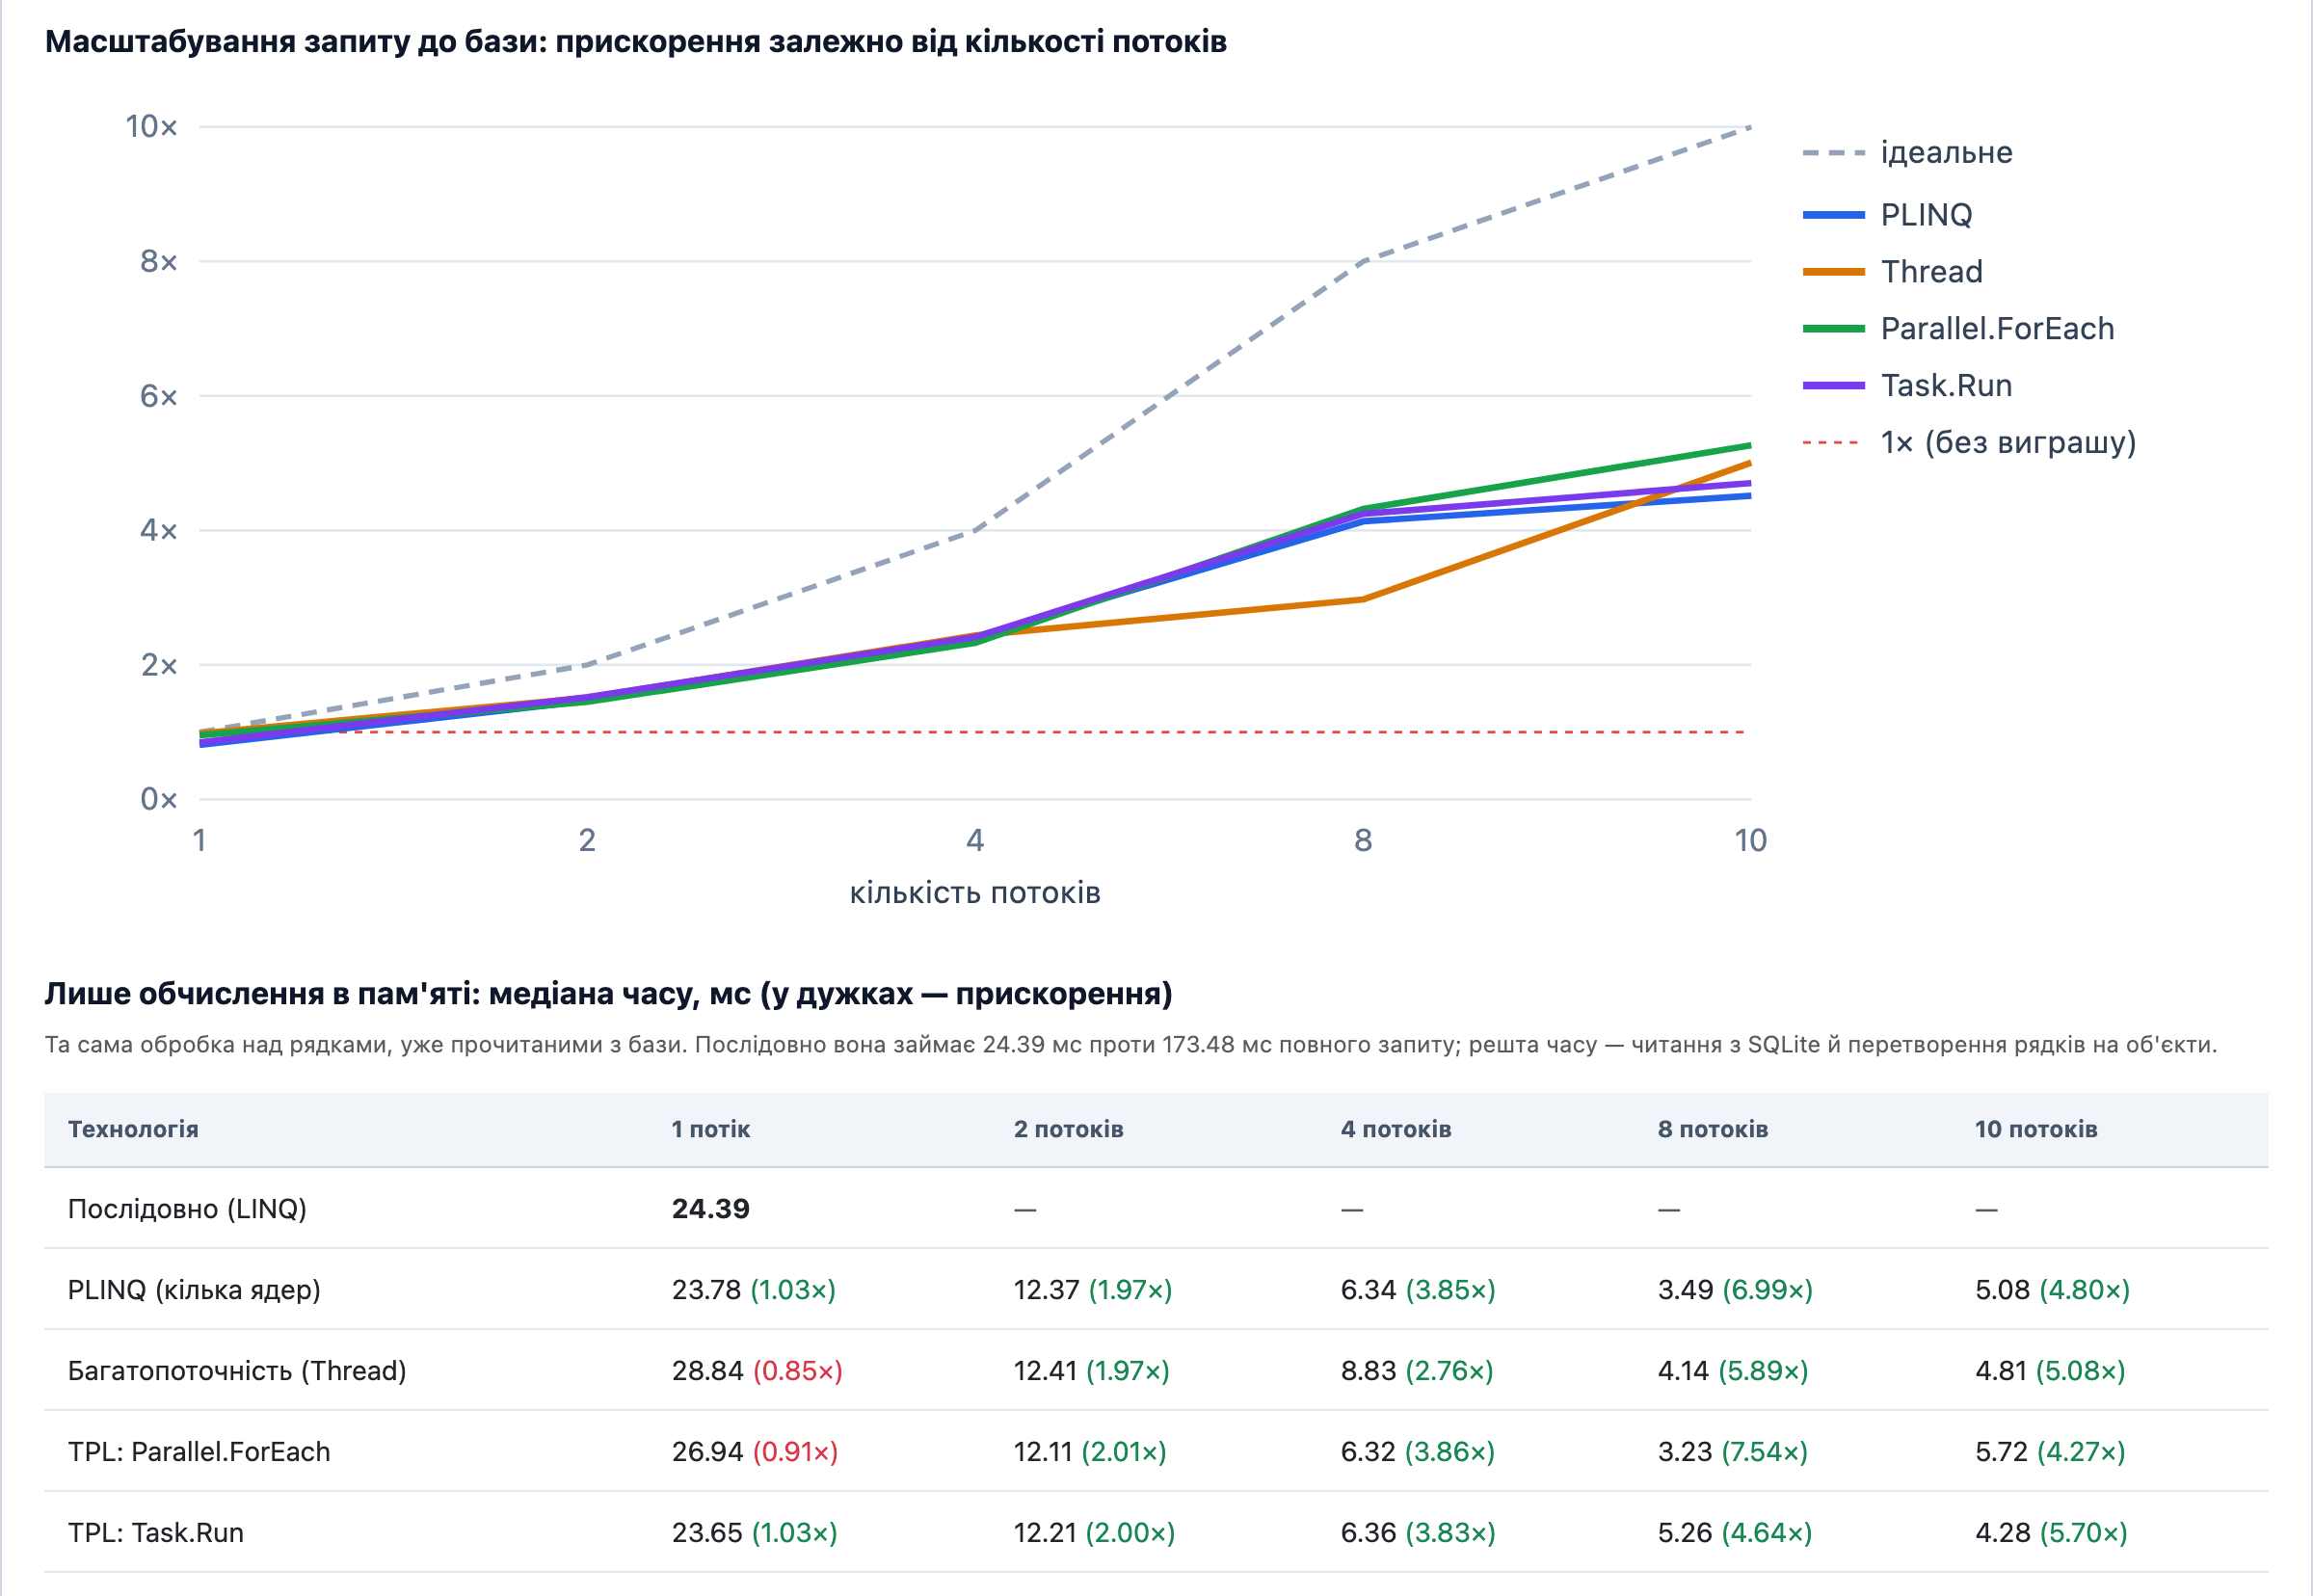 Масштабування запиту до бази: прискорення залежно від кількості потоків
10×
8×
6×
4×
2×
0×
1 2 4 8 10
кількість потоків
ідеальне
PLINQ
Thread
Parallel.ForEach
Task.Run
1× (без виграшу)
Лише обчислення в пам'яті: медіана часу, мс (у дужках — прискорення)
Та сама обробка над рядками, уже прочитаними з бази. Послідовно вона займає 24.39 мс проти 173.48 мс повного запиту; решта часу — читання з SQLite й перетворення рядків на об'єкти.
Технологія 1 потік 2 потоків 4 потоків 8 потоків 10 потоків
Послідовно (LINQ) 24.39 — — — —
PLINQ (кілька ядер) 23.78 (1.03×) 12.37 (1.97×) 6.34 (3.85×) 3.49 (6.99×) 5.08 (4.80×)
Багатопоточність (Thread) 28.84 (0.85×) 12.41 (1.97×) 8.83 (2.76×) 4.14 (5.89×) 4.81 (5.08×)
TPL: Parallel.ForEach 26.94 (0.91×) 12.11 (2.01×) 6.32 (3.86×) 3.23 (7.54×) 5.72 (4.27×)
TPL: Task.Run 23.65 (1.03×) 12.21 (2.00×) 6.36 (3.83×) 5.26 (4.64×) 4.28 (5.70×)